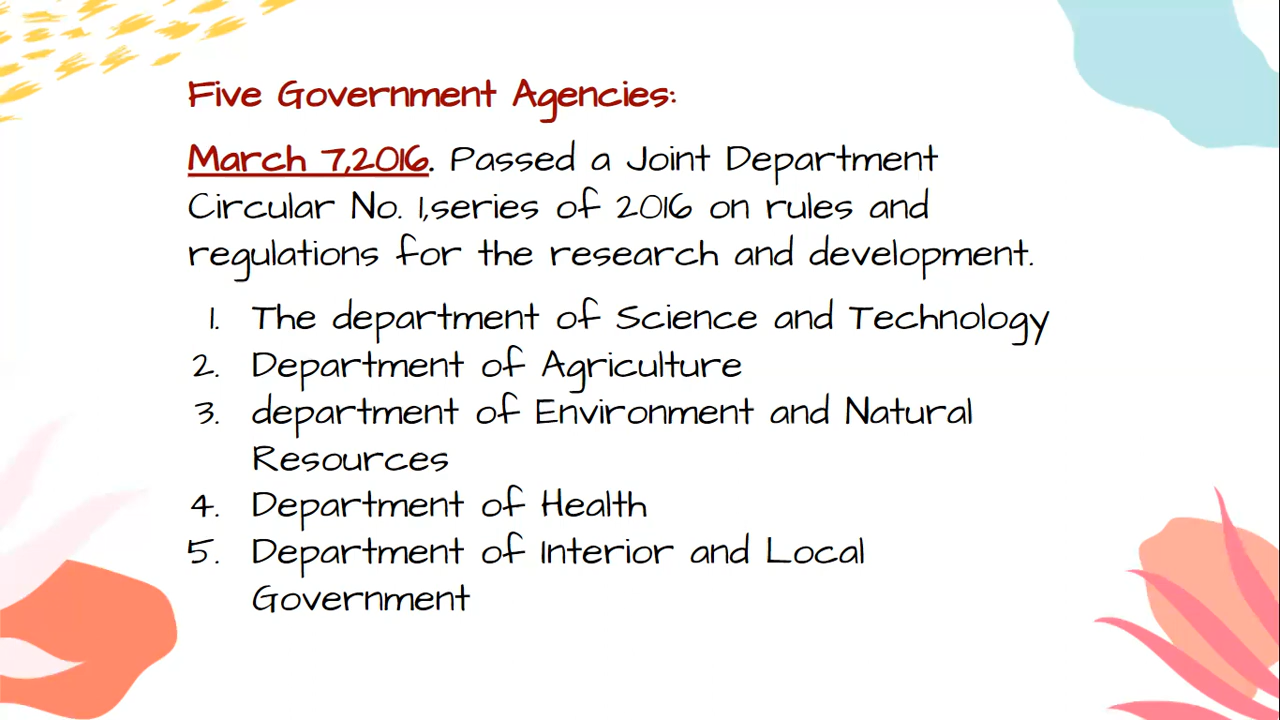 Five Government Agencies:
March 7,2016. Passed a Joint Department
Circular No. 1,series of 2016 on rules and
regulations for the research and development.
1. The department of Science and Technology
2. Department of Agriculture
3. department of Environment and Natural
Resources
4. Department of Health
5. Department of Interior and Local
Government